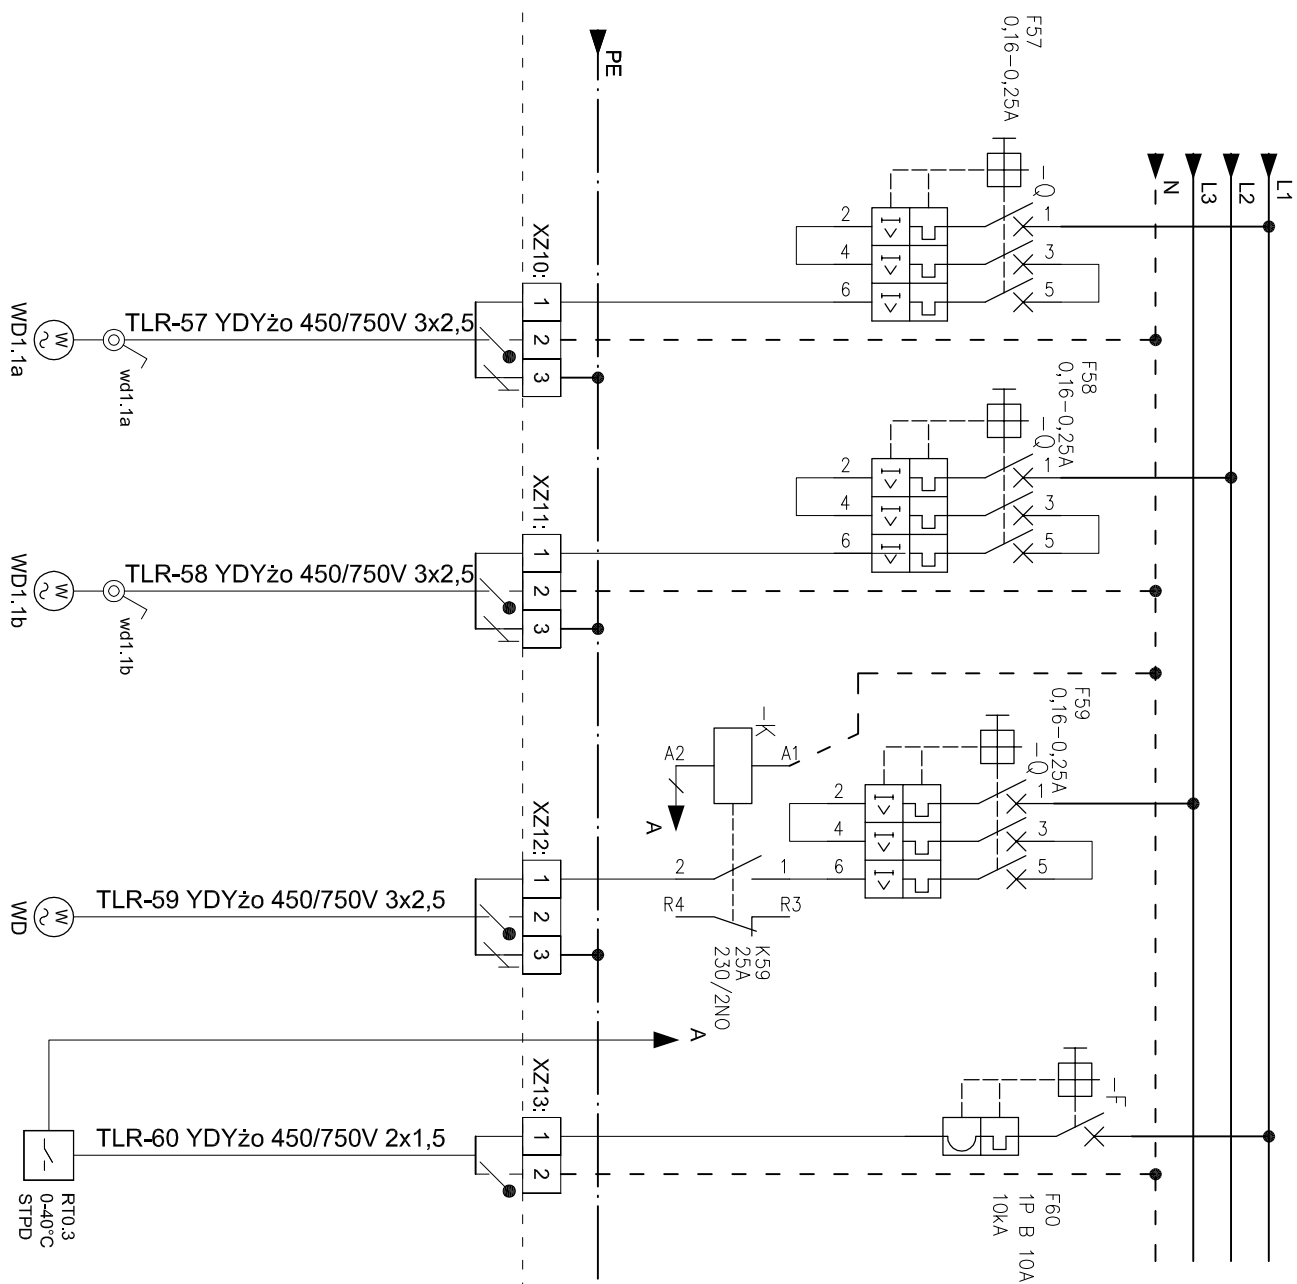 L1
L2
L3
N
PE
F57
0,16-0,25A
-Q
1
3
5
2
4
6
XZ10:
1
2
3
TLR-57 YDYżo 450/750V 3x2,5
wd1.1a
W
WD1.1a
F58
0,16-0,25A
-Q
1
3
5
2
4
6
I>
I>
I>
XZ11:
1
2
3
TLR-58 YDYżo 450/750V 3x2,5
wd1.1b
W
WD1.1b
F59
0,16-0,25A
-Q
1
3
5
2
4
6
I>
I>
I>
-K
A1
A2
A
1
2
R3
R4
K59
25A
230/2NO
XZ12:
1
2
3
TLR-59 YDYżo 450/750V 3x2,5
W
WD
A
-F
F60
1P B 10A
10kA
XZ13:
1
2
TLR-60 YDYżo 450/750V 2x1,5
RT0.3
0-40°C
STPD
I>
I>
I>